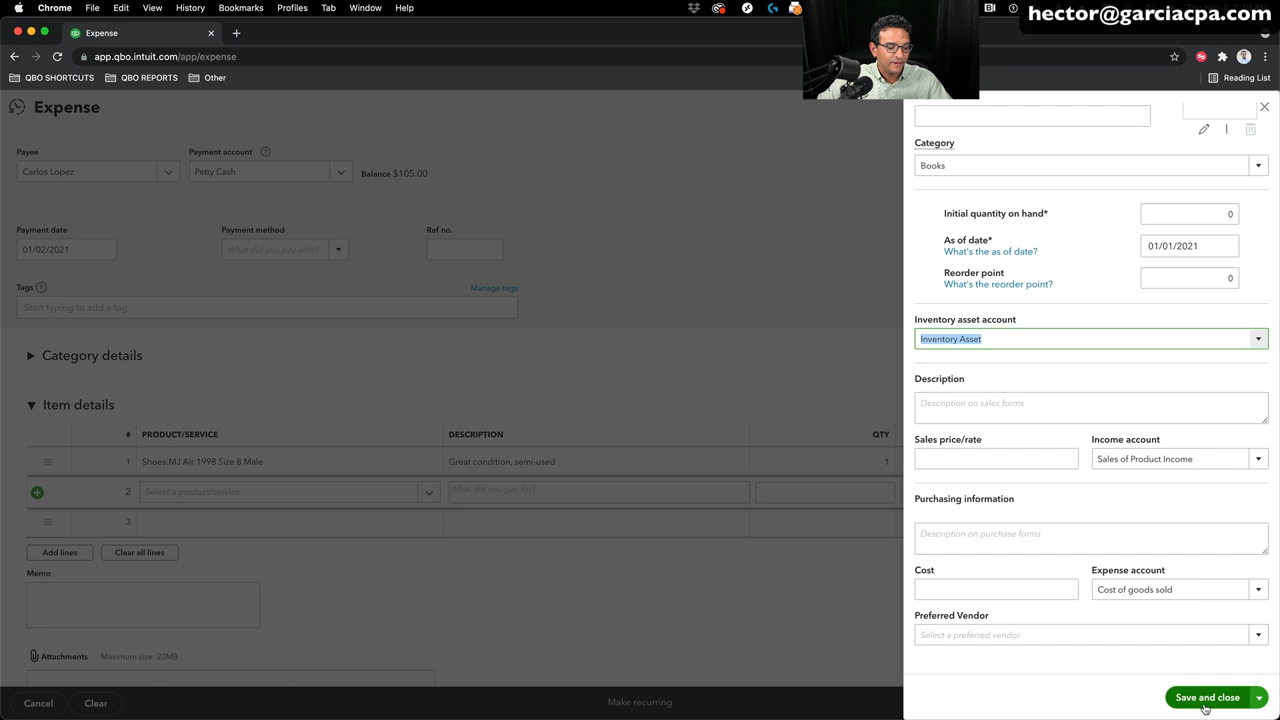 Chrome File Edit View History Bookmarks Profiles Tab Window Help
hector@garciacpa.com
Expense
app.qbo.intuit.com/app/expense
QBO SHORTCUTS QBO REPORTS Other Reading List
Expense
Category
Payee Payment account
Books
Carlos Lopez Petty Cash Balance $105.00
Initial quantity on hand* 0
Payment date Payment method Ref no.
As of date* 01/01/2021
01/02/2021 What did you pay with?
What's the as of date?
Reorder point 0
What's the reorder point?
Tags Manage tags
Start typing to add a tag
Inventory asset account
Inventory Asset
Category details
Description
Description on sales forms
Item details
# PRODUCT/SERVICE DESCRIPTION QTY
Sales price/rate Income account
1 Shoes:MJ Air 1998 Size 8 Male Great condition, semi-used 1
Sales of Product Income
2 Select a product/service What did you pay for?
Purchasing information
3
Description on purchase forms
Add lines Clear all lines
Memo
Cost Expense account
Cost of goods sold
Preferred Vendor
Select a preferred vendor
Attachments Maximum size: 20MB
Cancel Clear Make recurring
Save and close